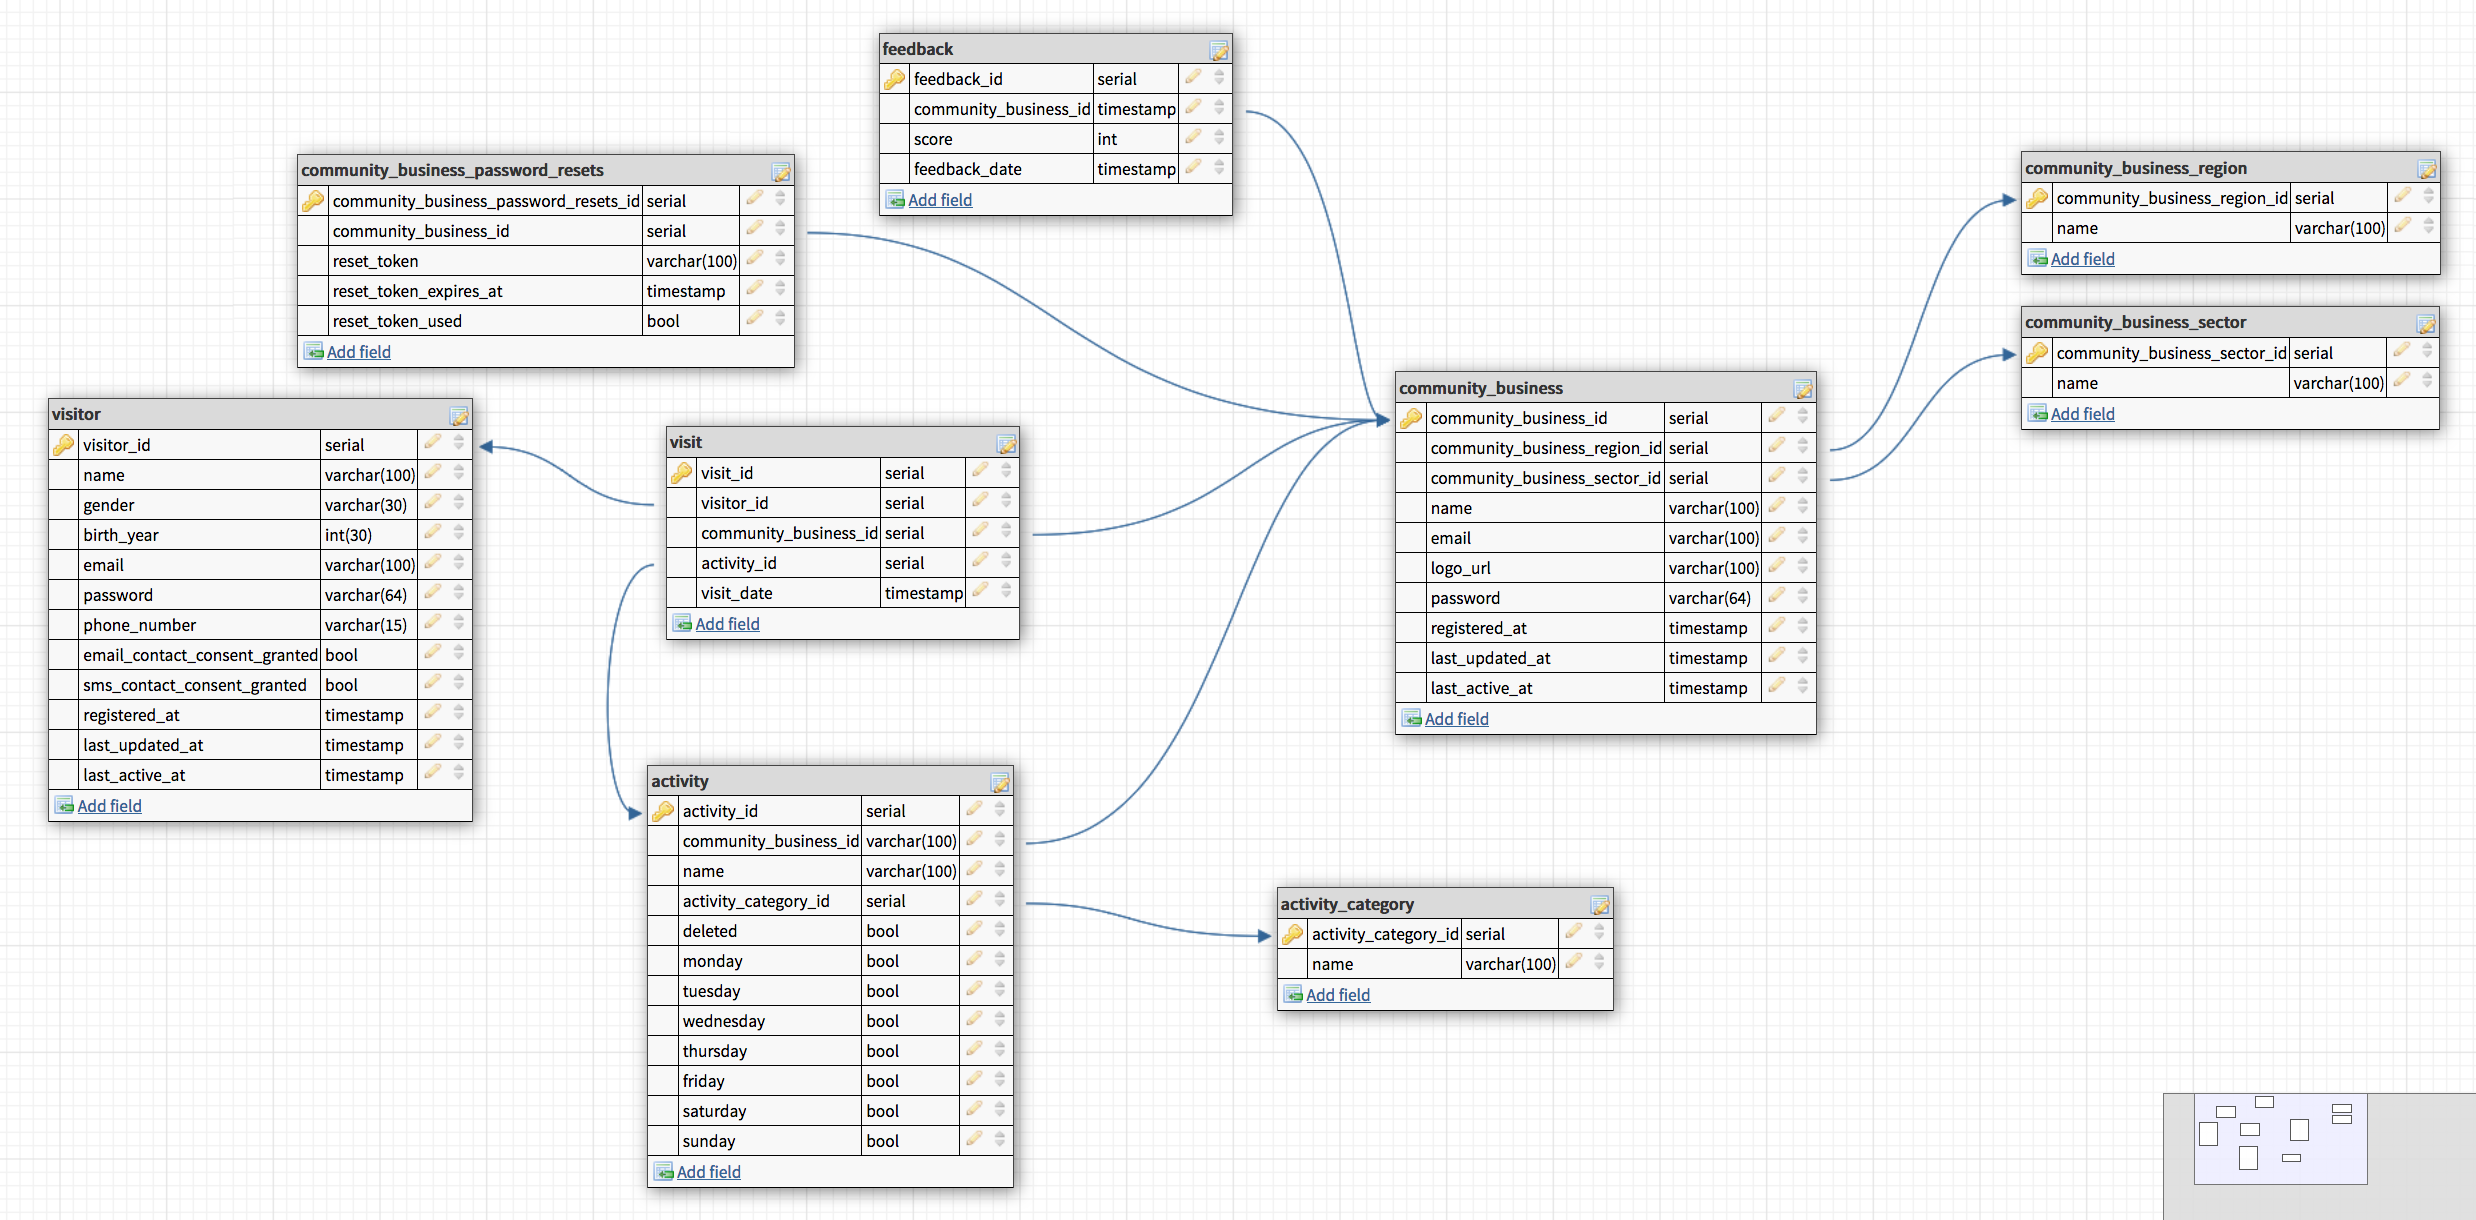 feedback
feedback_id serial
community_business_id timestamp
score int
feedback_date timestamp
Add field
community_business_password_resets
community_business_password_resets_id serial
community_business_id serial
reset_token varchar(100)
reset_token_expires_at timestamp
reset_token_used bool
Add field
community_business_region
community_business_region_id serial
name varchar(100)
Add field
community_business_sector
community_business_sector_id serial
name varchar(100)
Add field
visitor
visitor_id serial
name varchar(100)
gender varchar(30)
birth_year int(30)
email varchar(100)
password varchar(64)
phone_number varchar(15)
email_contact_consent_granted bool
sms_contact_consent_granted bool
registered_at timestamp
last_updated_at timestamp
last_active_at timestamp
Add field
visit
visit_id serial
visitor_id serial
community_business_id serial
activity_id serial
visit_date timestamp
Add field
community_business
community_business_id serial
community_business_region_id serial
community_business_sector_id serial
name varchar(100)
email varchar(100)
logo_url varchar(100)
password varchar(64)
registered_at timestamp
last_updated_at timestamp
last_active_at timestamp
Add field
activity
activity_id serial
community_business_id varchar(100)
name varchar(100)
activity_category_id serial
deleted bool
monday bool
tuesday bool
wednesday bool
thursday bool
friday bool
saturday bool
sunday bool
Add field
activity_category
activity_category_id serial
name varchar(100)
Add field